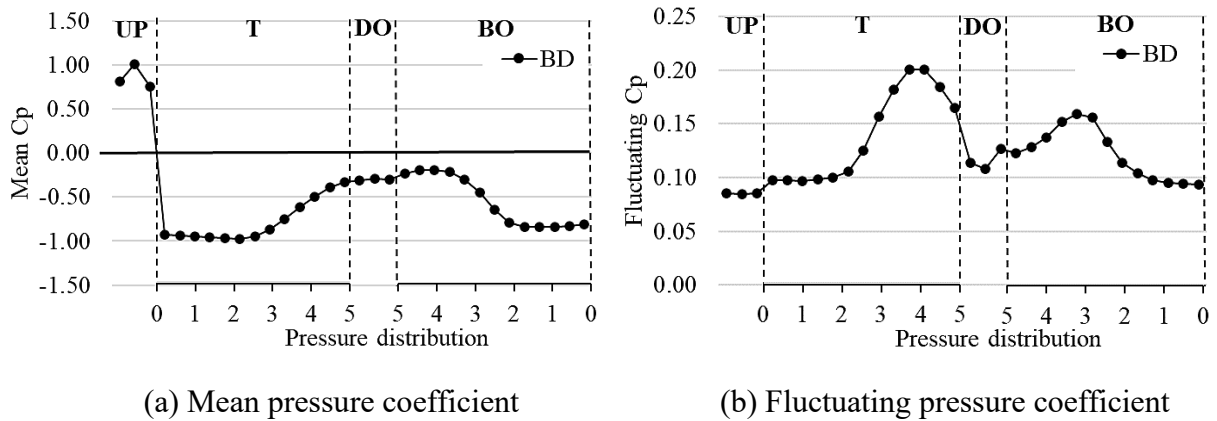 1.50
UP
T
DO
BO
BD
1.00
0.50
0.00
-0.50
-1.00
-1.50
Mean Cp
0 1 2 3 4 5 5 4 3 2 1 0
Pressure distribution
(a) Mean pressure coefficient
0.25
UP
T
DO
BO
BD
0.20
0.15
0.10
0.05
0.00
Fluctuating Cp
0 1 2 3 4 5 5 4 3 2 1 0
Pressure distribution
(b) Fluctuating pressure coefficient